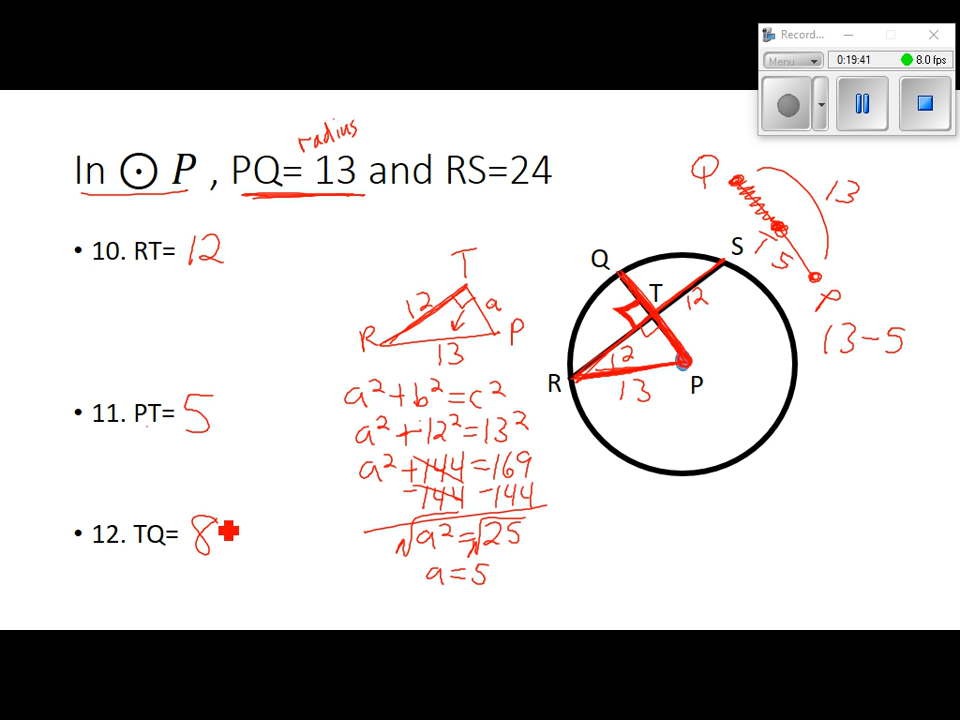 Record...
Menu
0:19:41
8.0 fps
radius
In ⊙ P , PQ= 13 and RS=24
• 10. RT= 12
• 11. PT= 5
• 12. TQ= 8
T
12
a
R
P
13
a²+b²=c²
a²+12²=13²
a²+144=169
-144 -144
√a²=√25
a=5
Q
S
T
12
12
R
13
P
Q
13
T
5
P
13-5